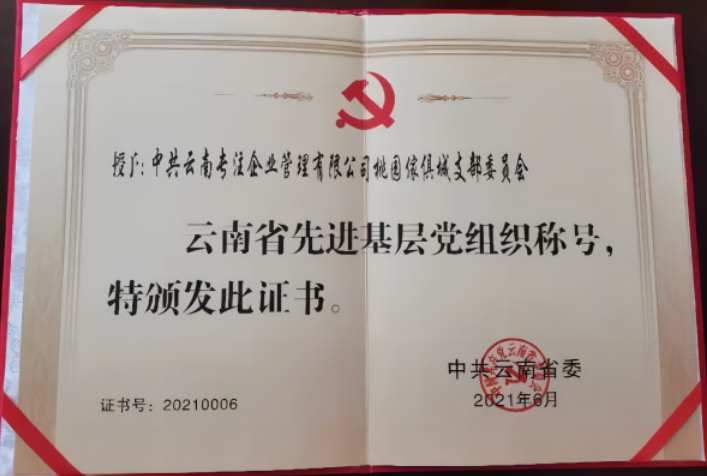 授予:中共云南专注企业管理有限公司桃园傢俱城支部委员会
云南省先进基层党组织称号，
特颁发此证书。
中共云南省委
2021年6月
证书号：20210006